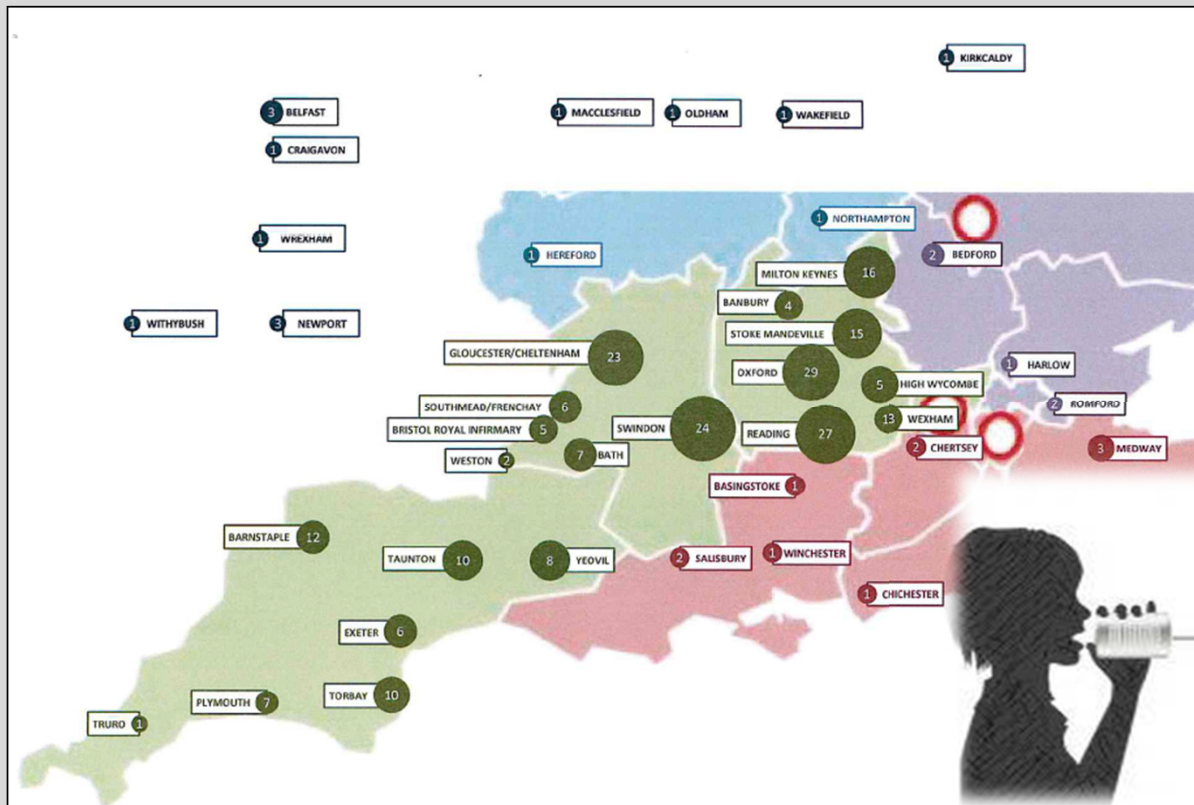 1 KIRKCALDY
3 BELFAST
1 MACCLESFIELD
1 OLDHAM
1 WAKEFIELD
1 CRAIGAVON
1 NORTHAMPTON
1 WREXHAM
1 HEREFORD
2 BEDFORD
MILTON KEYNES 16
BANBURY 4
1 WITHYBUSH
3 NEWPORT
STOKE MANDEVILLE 15
GLOUCESTER/CHELTENHAM 23
1 HARLOW
OXFORD 29
5 HIGH WYCOMBE
SOUTHMEAD/FRENCHAY 6
2 ROMFORD
13 WEXHAM
BRISTOL ROYAL INFIRMARY 5
SWINDON 24
READING 27
2 CHERTSEY
3 MEDWAY
WESTON 2
7 BATH
BASINGSTOKE 1
BARNSTAPLE 12
TAUNTON 10
8 YEOVIL
2 SALISBURY
1 WINCHESTER
1 CHICHESTER
EXETER 6
PLYMOUTH 7
TORBAY 10
TRURO 1